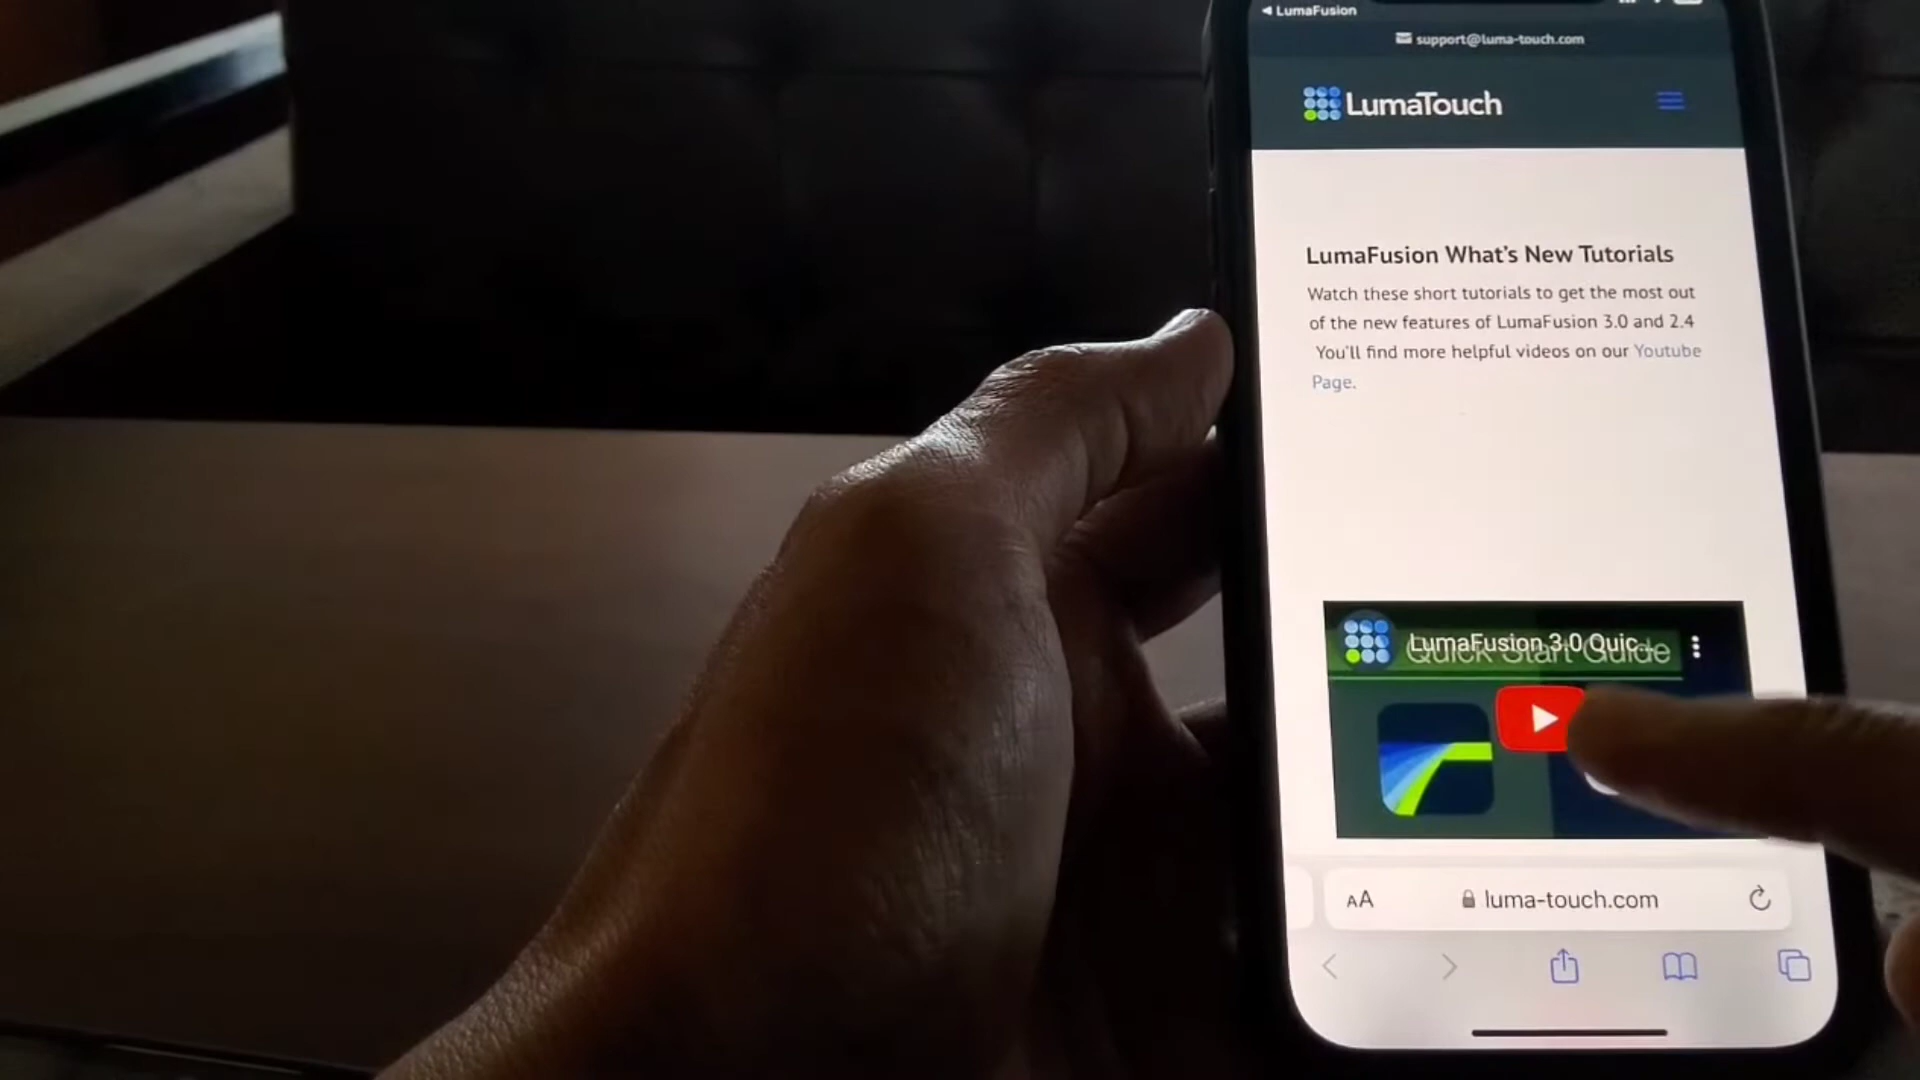 ◀ LumaFusion
support@luma-touch.com
LumaTouch
LumaFusion What's New Tutorials
Watch these short tutorials to get the most out
of the new features of LumaFusion 3.0 and 2.4
You'll find more helpful videos on our Youtube
Page.
LumaFusion 3.0 Quic...
Quick Start Guide
AA luma-touch.com